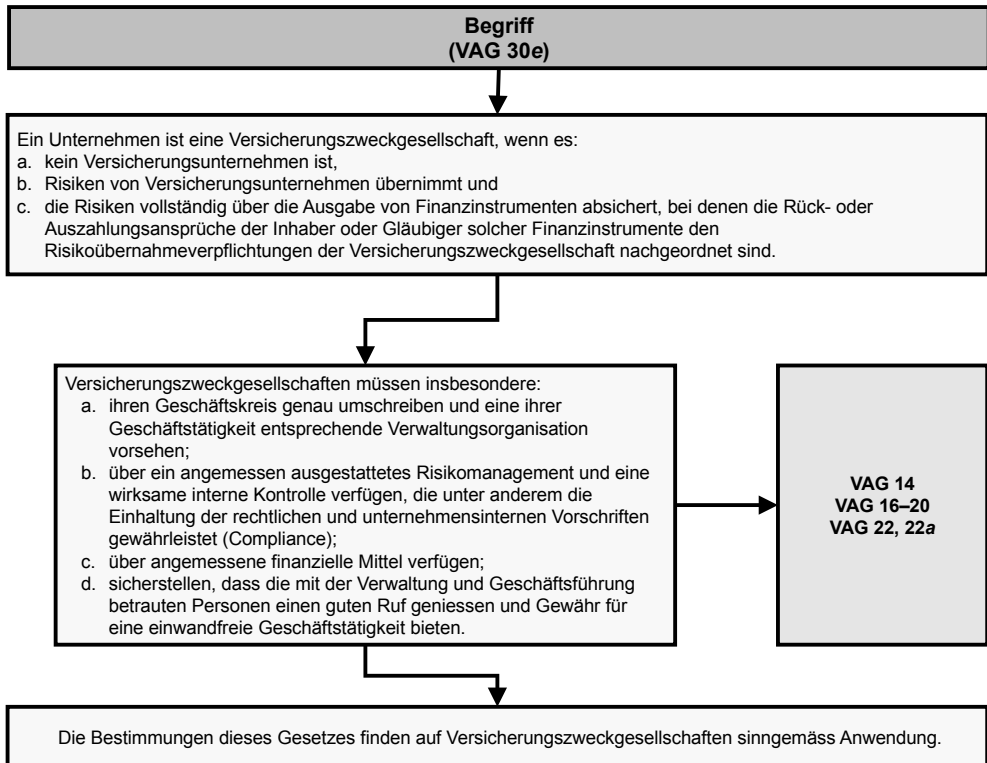 Begriff
(VAG 30e)
Ein Unternehmen ist eine Versicherungszweckgesellschaft, wenn es:
a. kein Versicherungsunternehmen ist,
b. Risiken von Versicherungsunternehmen übernimmt und
c. die Risiken vollständig über die Ausgabe von Finanzinstrumenten absichert, bei denen die Rück- oder
Auszahlungsansprüche der Inhaber oder Gläubiger solcher Finanzinstrumente den
Risikoübernahmeverpflichtungen der Versicherungszweckgesellschaft nachgeordnet sind.
Versicherungszweckgesellschaften müssen insbesondere:
a. ihren Geschäftskreis genau umschreiben und eine ihrer
Geschäftstätigkeit entsprechende Verwaltungsorganisation
vorsehen;
b. über ein angemessen ausgestattetes Risikomanagement und eine
wirksame interne Kontrolle verfügen, die unter anderem die
Einhaltung der rechtlichen und unternehmensinternen Vorschriften
gewährleistet (Compliance);
c. über angemessene finanzielle Mittel verfügen;
d. sicherstellen, dass die mit der Verwaltung und Geschäftsführung
betrauten Personen einen guten Ruf geniessen und Gewähr für
eine einwandfreie Geschäftstätigkeit bieten.
VAG 14
VAG 16–20
VAG 22, 22a
Die Bestimmungen dieses Gesetzes finden auf Versicherungszweckgesellschaften sinngemäss Anwendung.